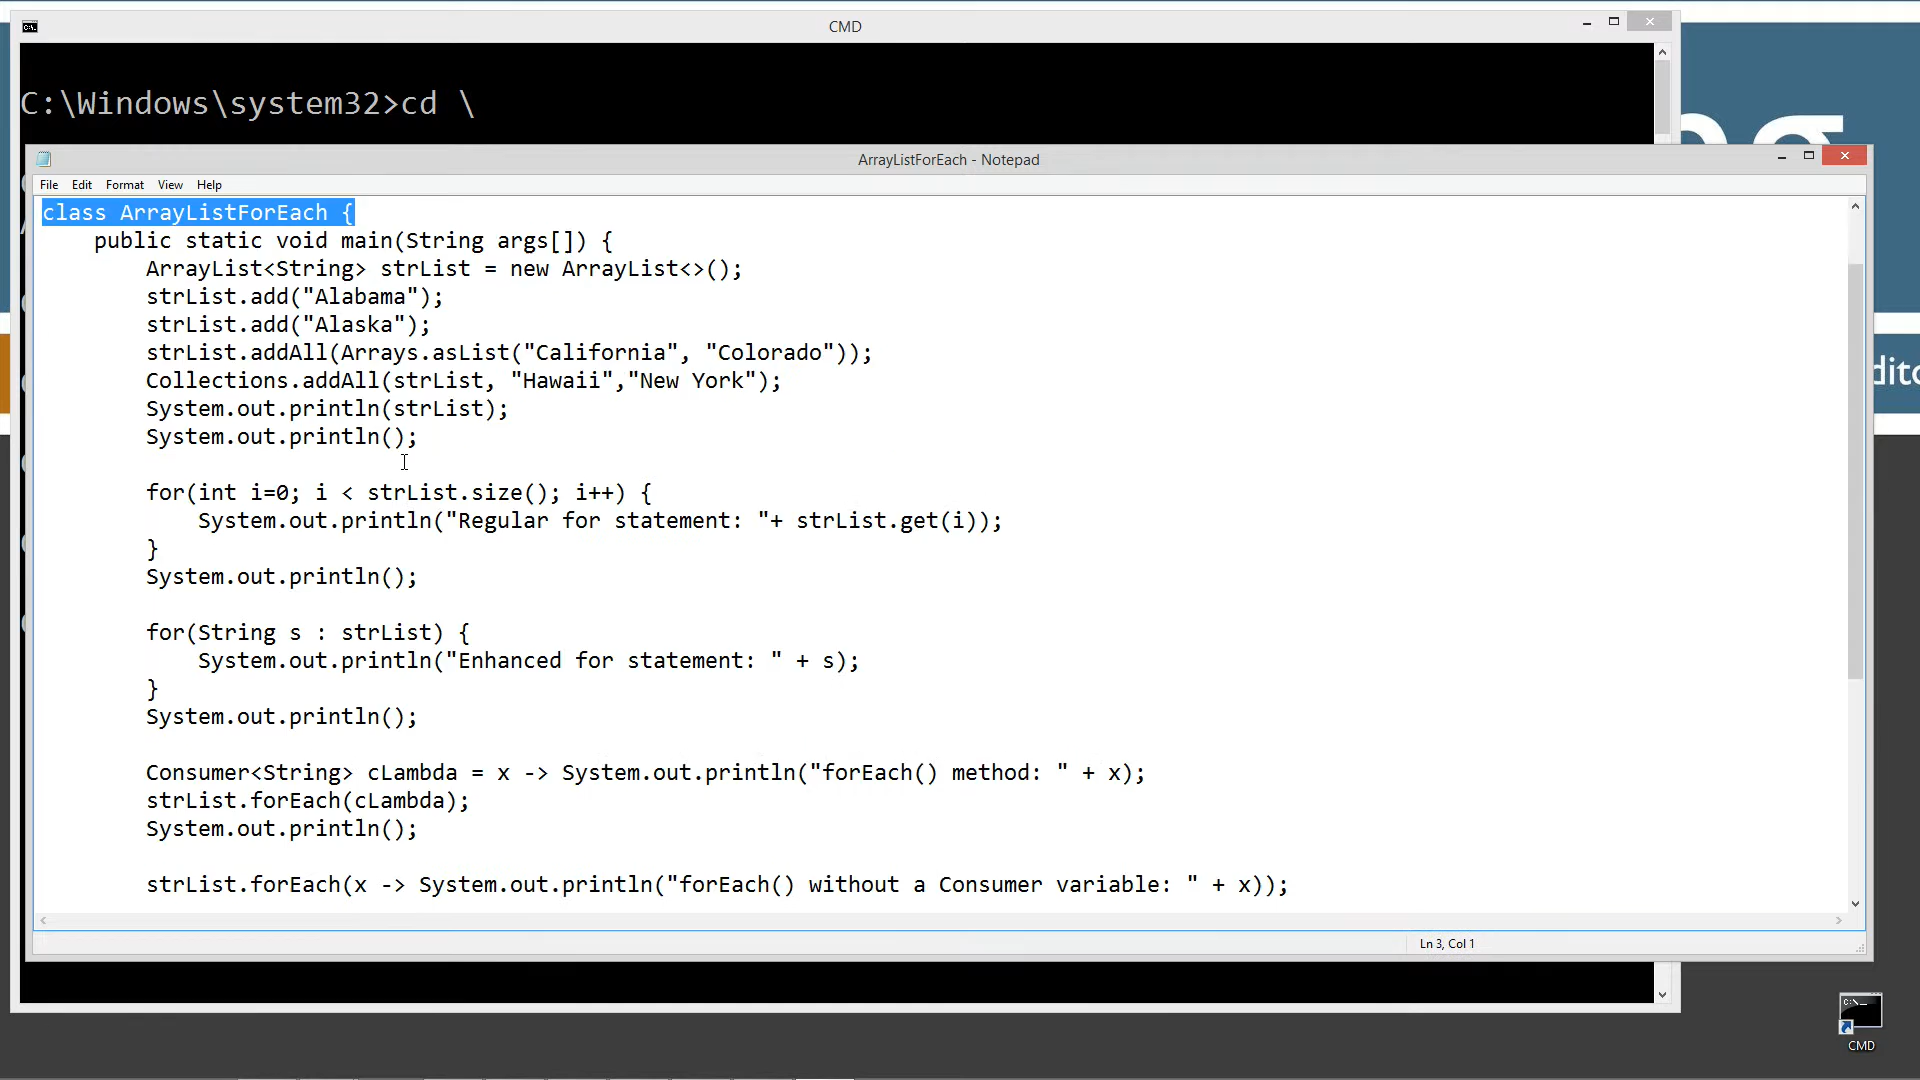 CMD
C:\Windows\system32>cd \
ArrayListForEach - Notepad
File Edit Format View Help
class ArrayListForEach {
    public static void main(String args[]) {
        ArrayList<String> strList = new ArrayList<>();
        strList.add("Alabama");
        strList.add("Alaska");
        strList.addAll(Arrays.asList("California", "Colorado"));
        Collections.addAll(strList, "Hawaii","New York");
        System.out.println(strList);
        System.out.println();
        for(int i=0; i < strList.size(); i++) {
            System.out.println("Regular for statement: "+ strList.get(i));
        }
        System.out.println();
        for(String s : strList) {
            System.out.println("Enhanced for statement: " + s);
        }
        System.out.println();
        Consumer<String> cLambda = x -> System.out.println("forEach() method: " + x);
        strList.forEach(cLambda);
        System.out.println();
        strList.forEach(x -> System.out.println("forEach() without a Consumer variable: " + x));
Ln 3, Col 1
CMD